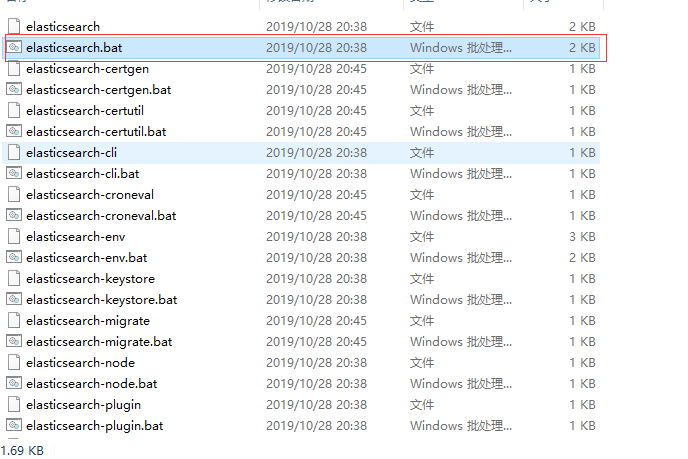 elasticsearch 2019/10/28 20:38 文件 2 KB
elasticsearch.bat 2019/10/28 20:38 Windows 批处理... 2 KB
elasticsearch-certgen 2019/10/28 20:45 文件 1 KB
elasticsearch-certgen.bat 2019/10/28 20:45 Windows 批处理... 1 KB
elasticsearch-certutil 2019/10/28 20:45 文件 1 KB
elasticsearch-certutil.bat 2019/10/28 20:45 Windows 批处理... 1 KB
elasticsearch-cli 2019/10/28 20:38 文件 1 KB
elasticsearch-cli.bat 2019/10/28 20:38 Windows 批处理... 1 KB
elasticsearch-croneval 2019/10/28 20:45 文件 1 KB
elasticsearch-croneval.bat 2019/10/28 20:45 Windows 批处理... 1 KB
elasticsearch-env 2019/10/28 20:38 文件 3 KB
elasticsearch-env.bat 2019/10/28 20:38 Windows 批处理... 2 KB
elasticsearch-keystore 2019/10/28 20:38 文件 1 KB
elasticsearch-keystore.bat 2019/10/28 20:38 Windows 批处理... 1 KB
elasticsearch-migrate 2019/10/28 20:45 文件 1 KB
elasticsearch-migrate.bat 2019/10/28 20:45 Windows 批处理... 1 KB
elasticsearch-node 2019/10/28 20:38 文件 1 KB
elasticsearch-node.bat 2019/10/28 20:38 Windows 批处理... 1 KB
elasticsearch-plugin 2019/10/28 20:38 文件 1 KB
elasticsearch-plugin.bat 2019/10/28 20:38 Windows 批处理... 1 KB
1.69 KB